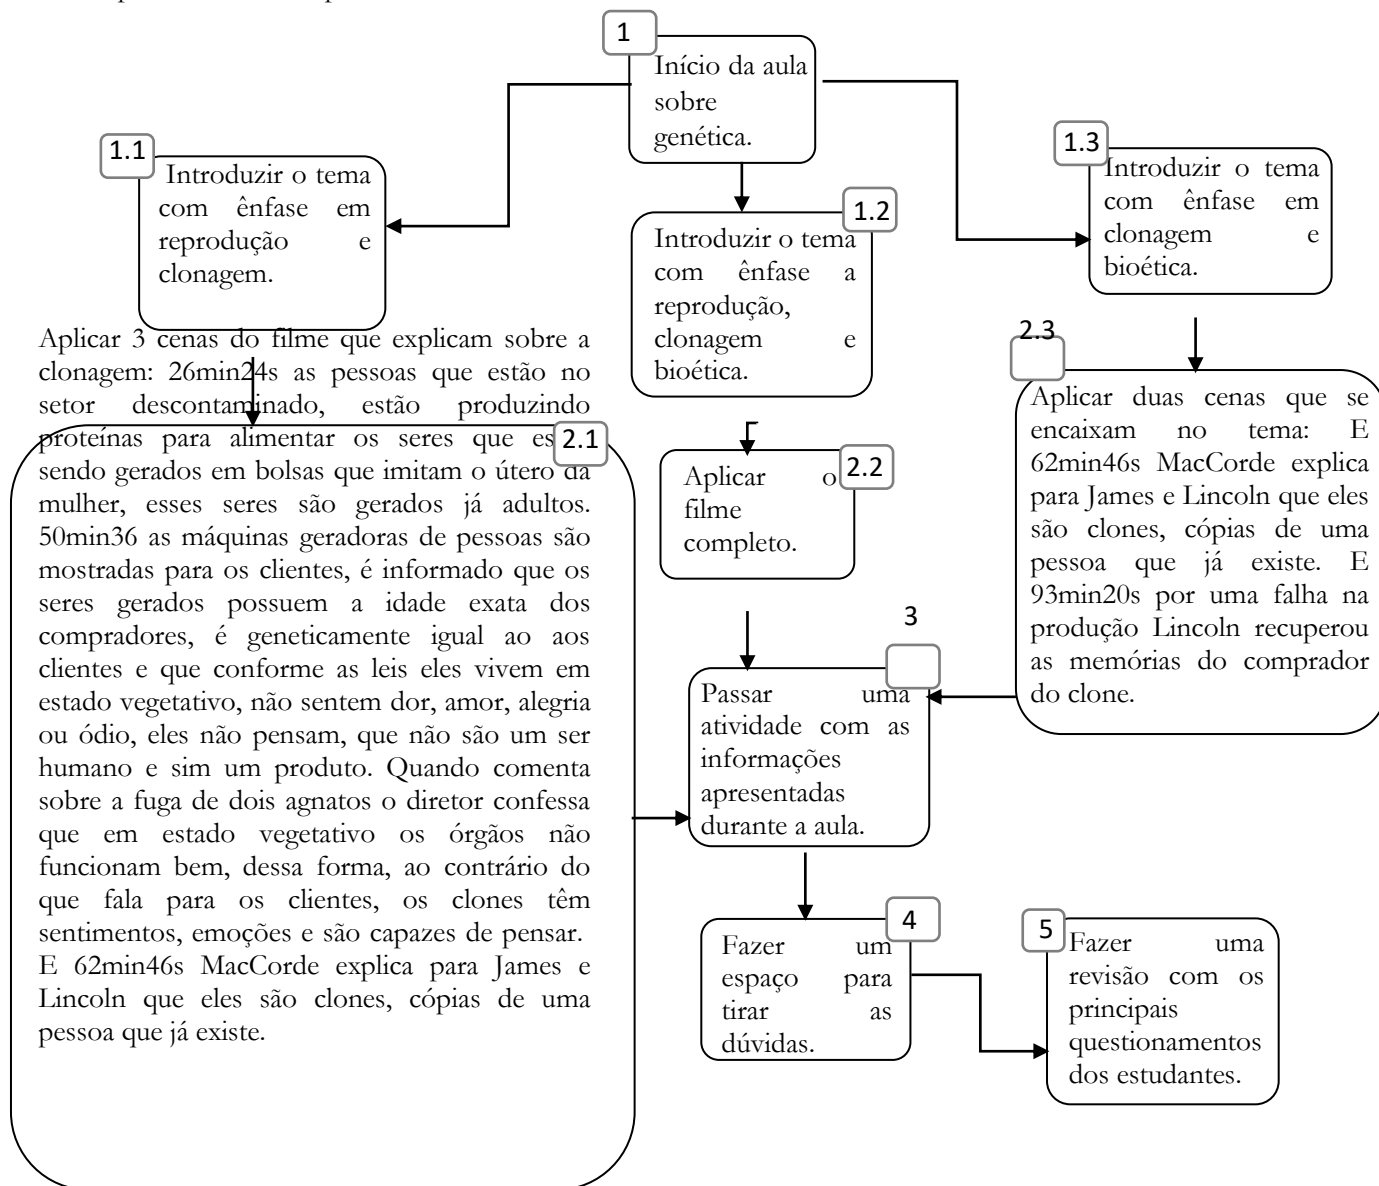 1
Início da aula
sobre
genética.
1.1
Introduzir o tema
com ênfase em
reprodução e
clonagem.
1.2
Introduzir o tema
com ênfase a
reprodução,
clonagem e
bioética.
1.3
Introduzir o tema
com ênfase em
clonagem e
bioética.
2.1
Aplicar 3 cenas do filme que explicam sobre a
clonagem: 26min24s as pessoas que estão no
setor descontaminado, estão produzindo
proteínas para alimentar os seres que
sendo gerados em bolsas que imitam o útero da
mulher, esses seres são gerados já adultos.
50min36 as máquinas geradoras de pessoas são
mostradas para os clientes, é informado que os
seres gerados possuem a idade exata dos
compradores, é geneticamente igual ao aos
clientes e que conforme as leis eles vivem em
estado vegetativo, não sentem dor, amor, alegria
ou ódio, eles não pensam, que não são um ser
humano e sim um produto. Quando comenta
sobre a fuga de dois agnatos o diretor confessa
que em estado vegetativo os órgãos não
funcionam bem, dessa forma, ao contrário do
que fala para os clientes, os clones têm
sentimentos, emoções e são capazes de pensar.
E 62min46s MacCorde explica para James e
Lincoln que eles são clones, cópias de uma
pessoa que já existe.
2.2
Aplicar o
filme
completo.
2.3
Aplicar duas cenas que se
encaixam no tema: E
62min46s MacCorde explica
para James e Lincoln que eles
são clones, cópias de uma
pessoa que já existe. E
93min20s por uma falha na
produção Lincoln recuperou
as memórias do comprador
do clone.
3
Passar uma
atividade com as
informações
apresentadas
durante a aula.
4
Fazer um
espaço para
tirar as
dúvidas.
5
Fazer uma
revisão com os
principais
questionamentos
dos estudantes.